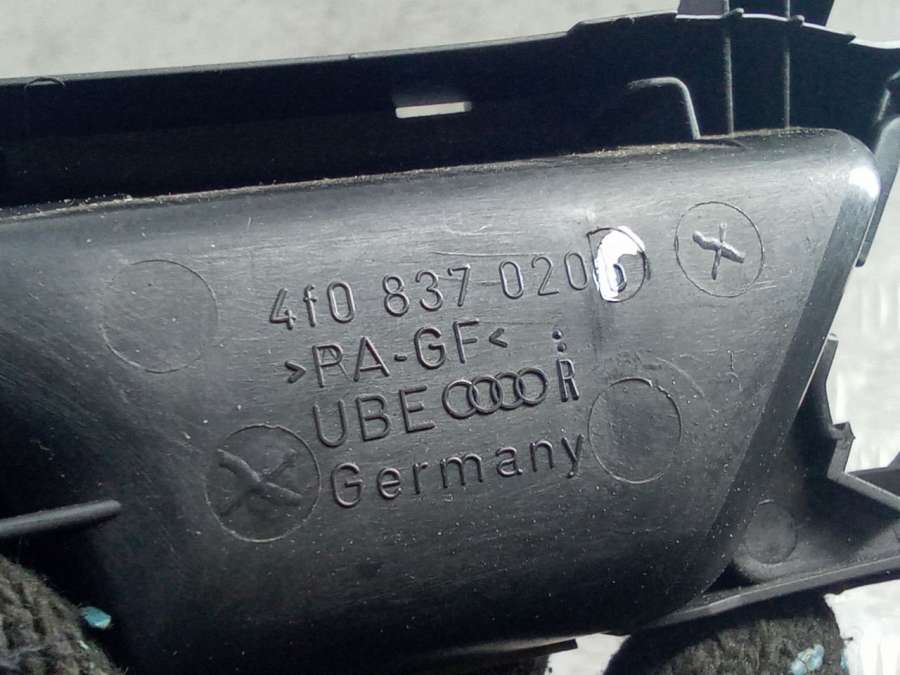 4f0 837 020
>PA-GF<
UBE R
Germany